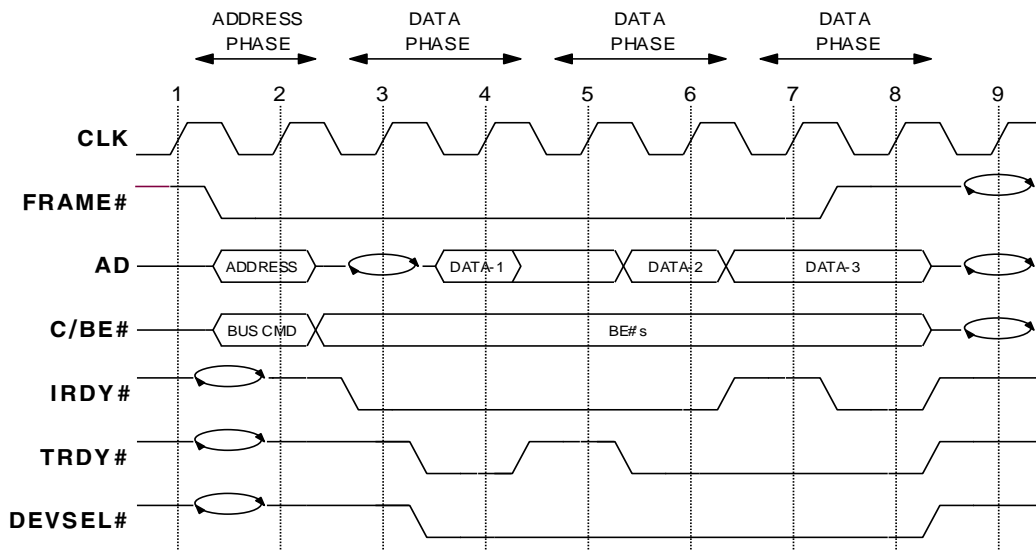 ADDRESS PHASE
DATA PHASE
DATA PHASE
DATA PHASE
1 2 3 4 5 6 7 8 9
CLK
FRAME#
AD ADDRESS DATA-1 DATA-2 DATA-3
C/BE# BUS CMD BE#s
IRDY#
TRDY#
DEVSEL#